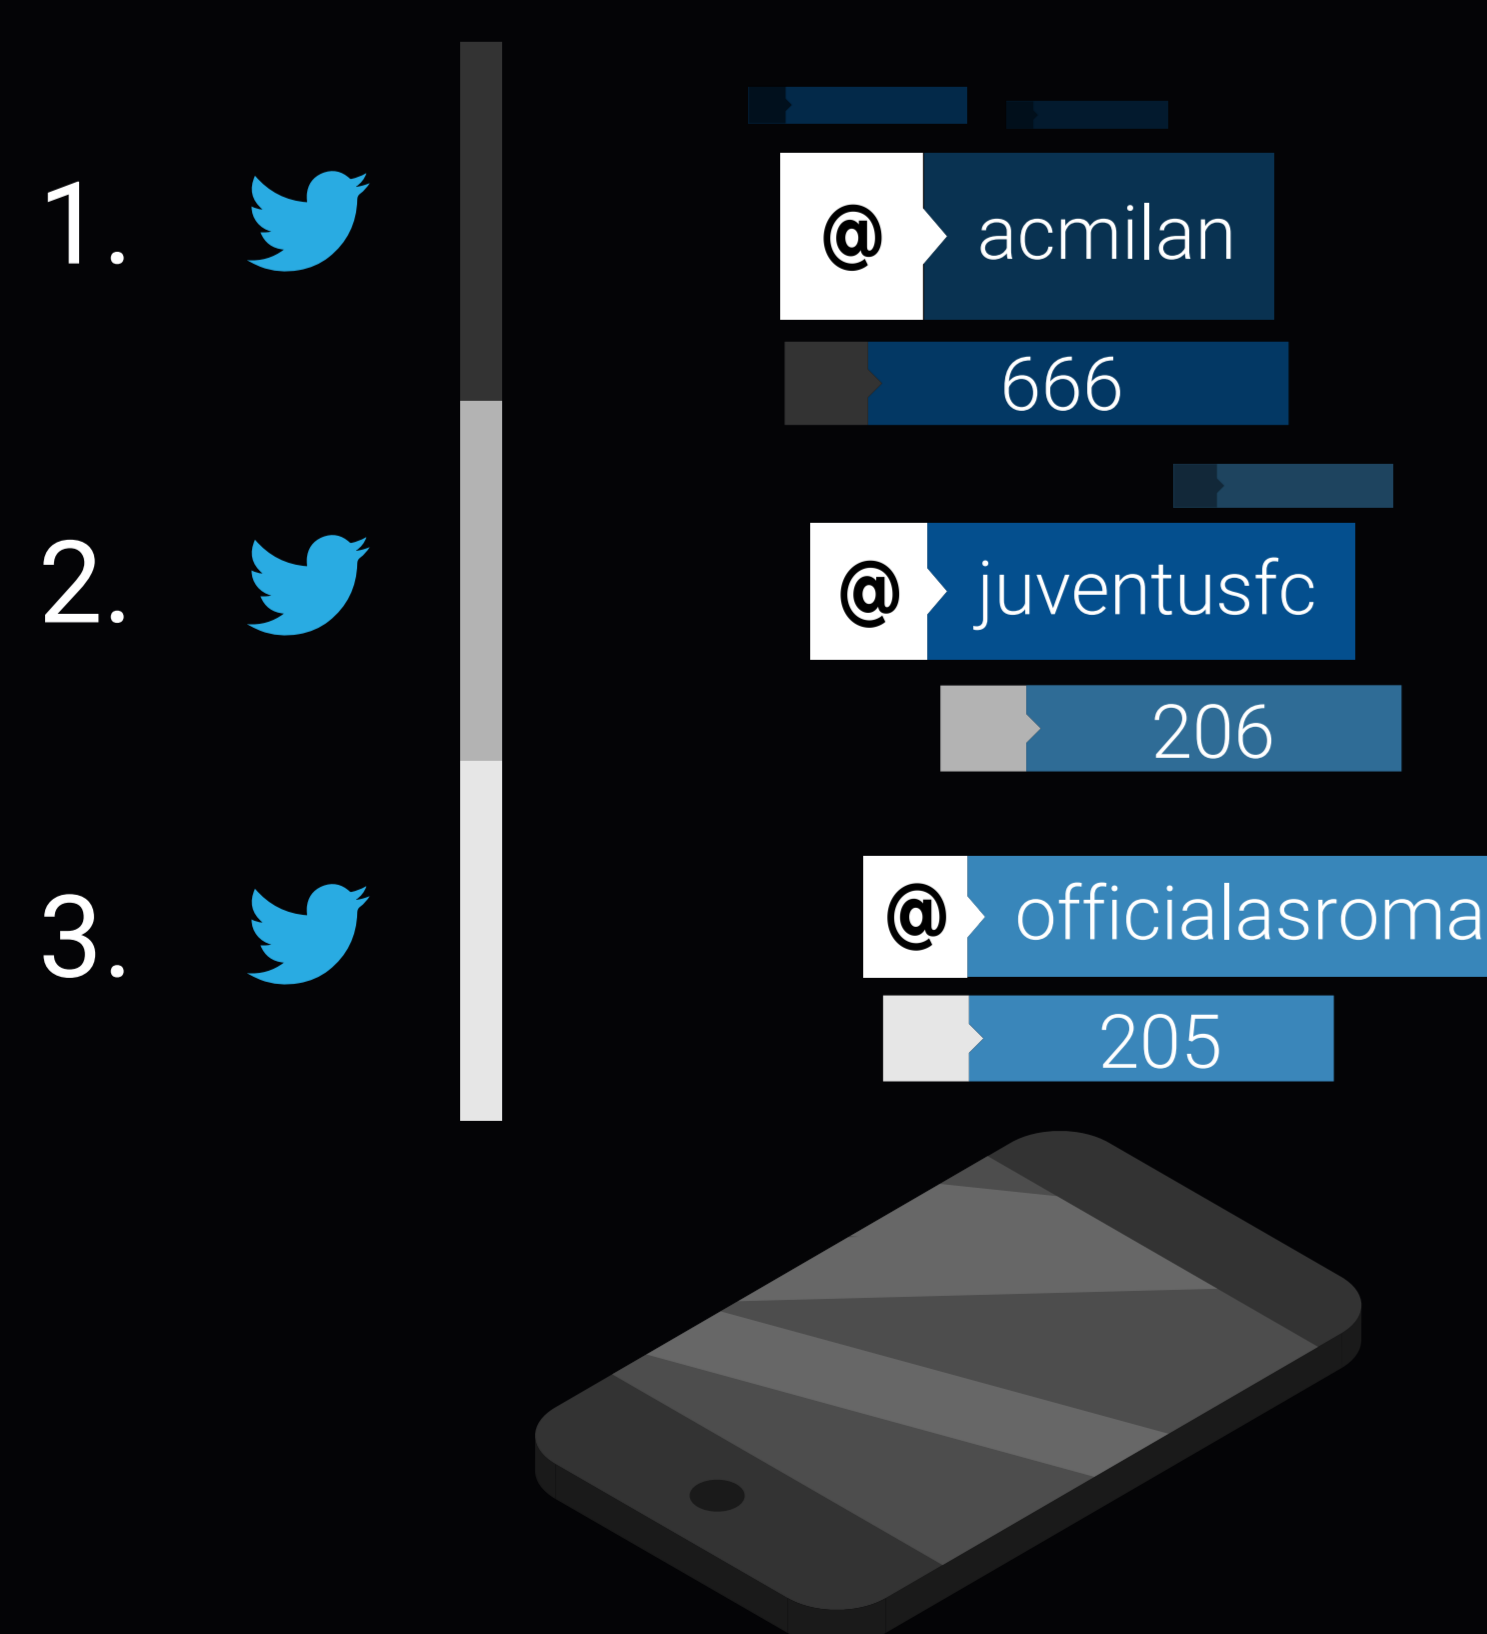 1.
@ acmilan
666
2.
@ juventusfc
206
3.
@ officialasroma
205